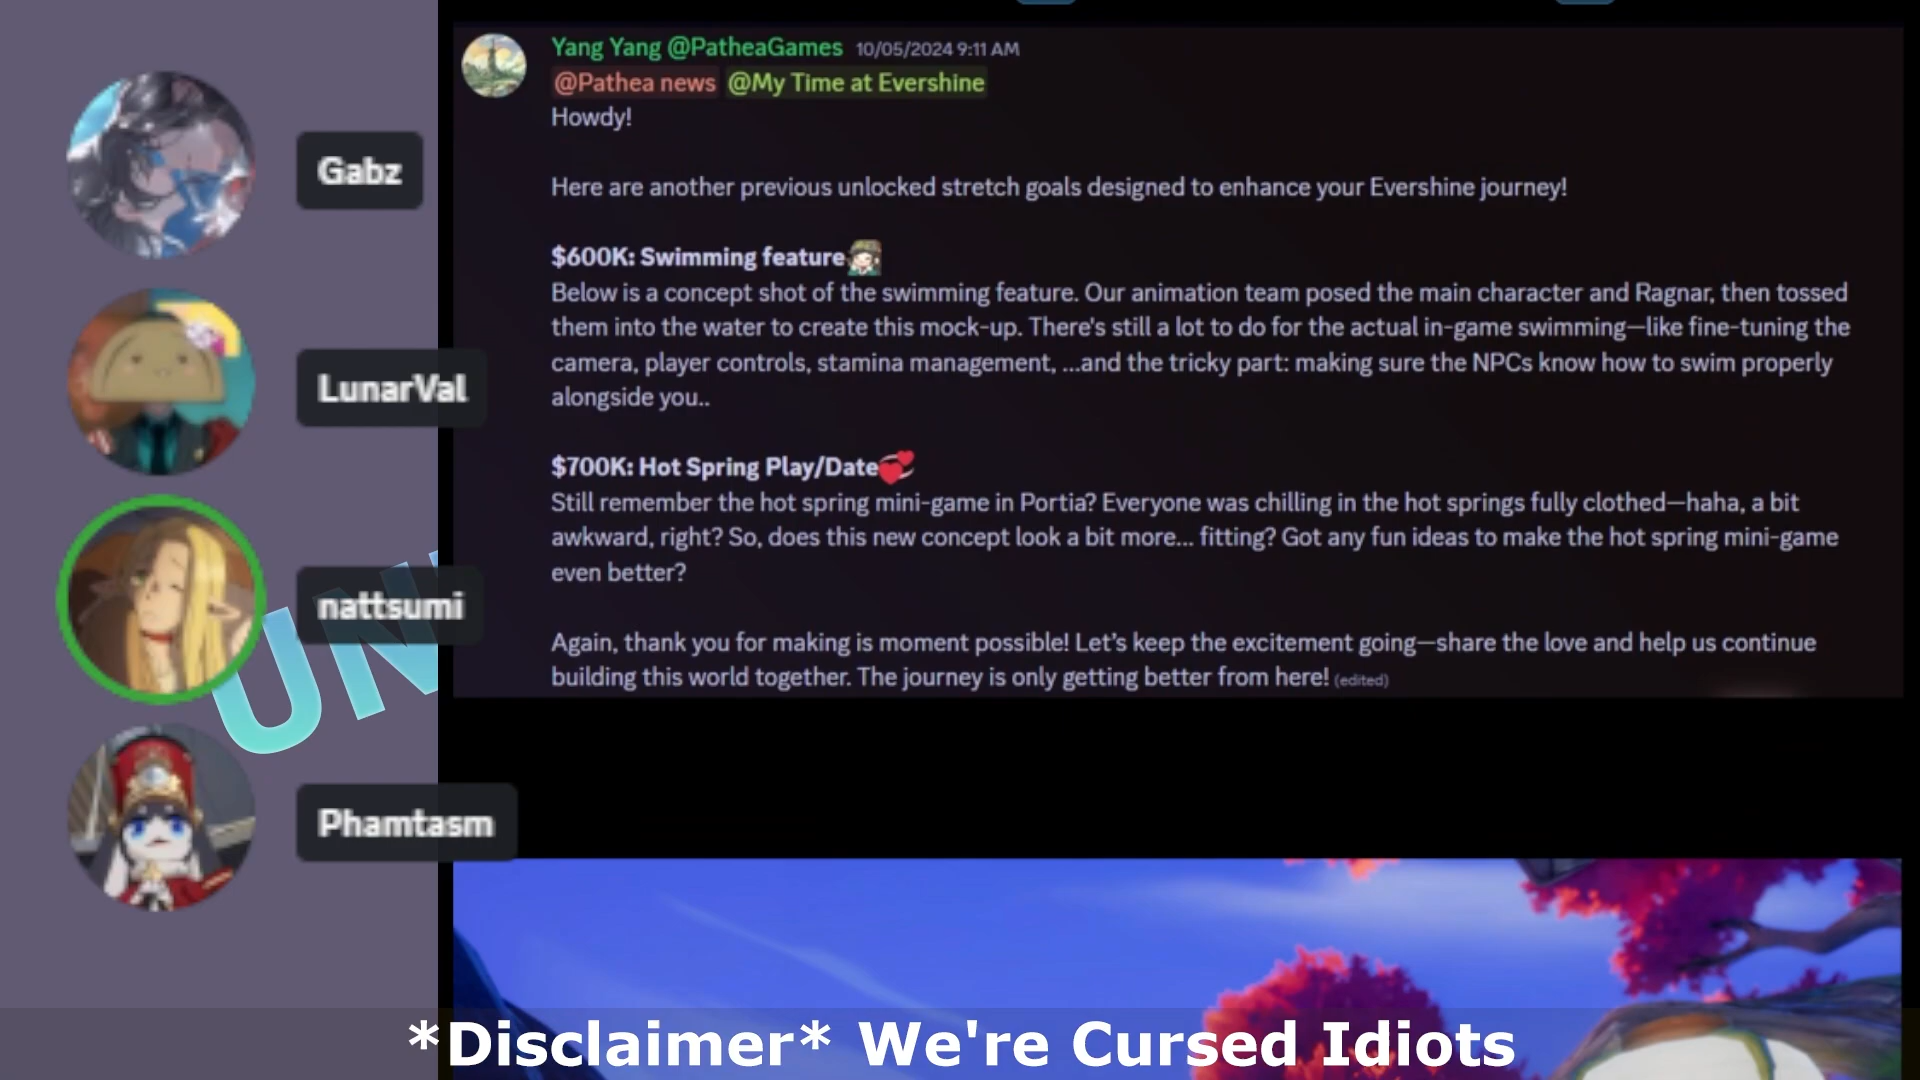 Yang Yang @PatheaGames 10/05/2024 9:11 AM
@Pathea news @My Time at Evershine
Howdy!
Here are another previous unlocked stretch goals designed to enhance your Evershine journey!
$600K: Swimming feature
Below is a concept shot of the swimming feature. Our animation team posed the main character and Ragnar, then tossed
them into the water to create this mock-up. There's still a lot to do for the actual in-game swimming—like fine-tuning the
camera, player controls, stamina management, ...and the tricky part: making sure the NPCs know how to swim properly
alongside you..
$700K: Hot Spring Play/Date
Still remember the hot spring mini-game in Portia? Everyone was chilling in the hot springs fully clothed—haha, a bit
awkward, right? So, does this new concept look a bit more... fitting? Got any fun ideas to make the hot spring mini-game
even better?
Again, thank you for making is moment possible! Let’s keep the excitement going—share the love and help us continue
building this world together. The journey is only getting better from here! (edited)
Gabz
LunarVal
nattsumi
Phamtasm
*Disclaimer* We're Cursed Idiots